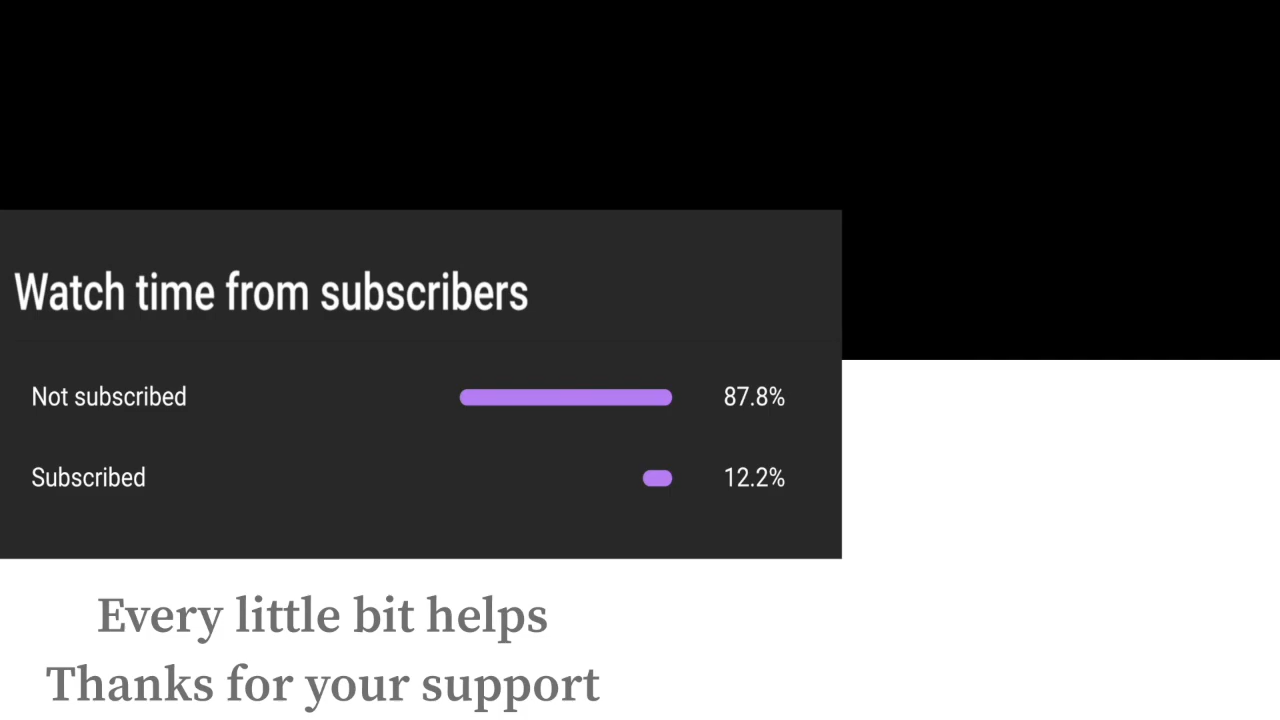 Watch time from subscribers
Not subscribed 87.8%
Subscribed 12.2%
Every little bit helps
Thanks for your support